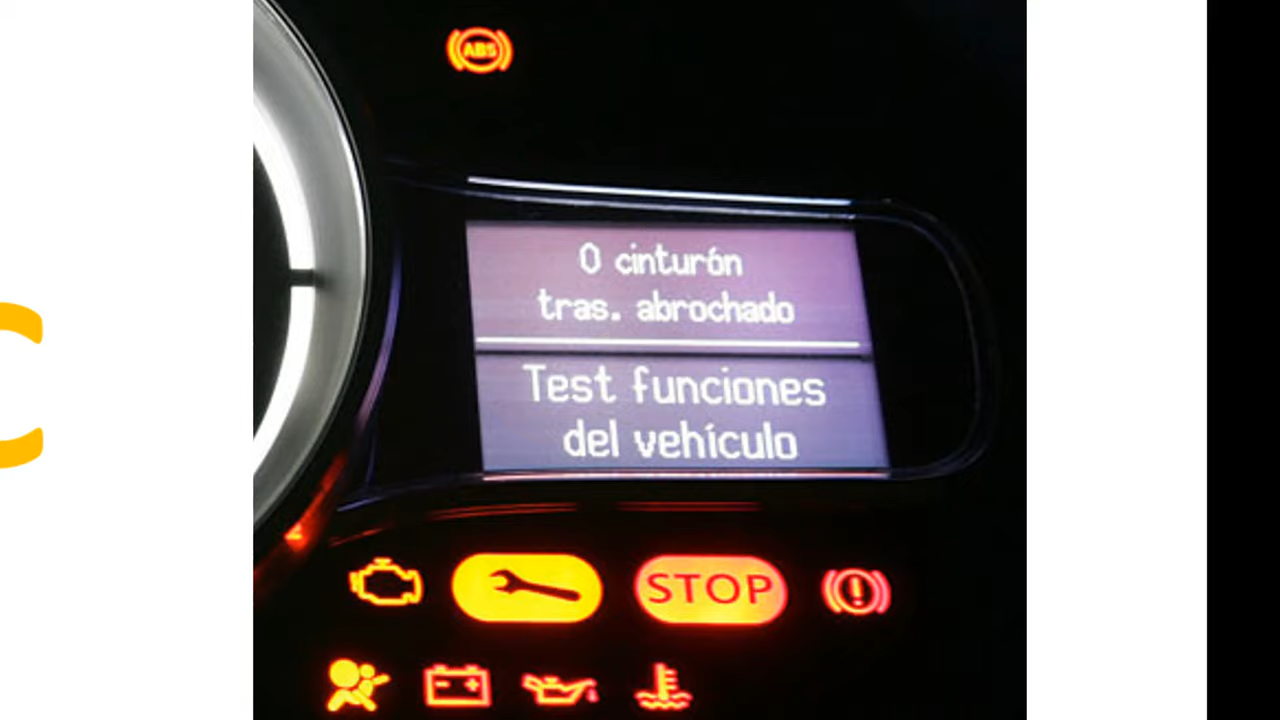 ABS
0 cinturón
tras. abrochado
Test funciones
del vehículo
STOP